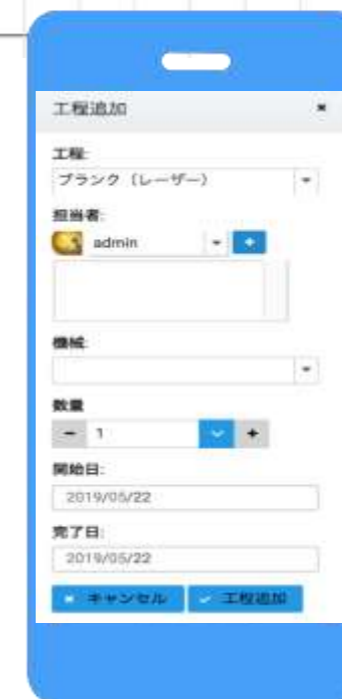 工程追加
工程:
ブランク（レーザー）
担当者:
admin
機械:
数量
1
開始日:
2019/05/22
完了日:
2019/05/22
キャンセル 工程追加